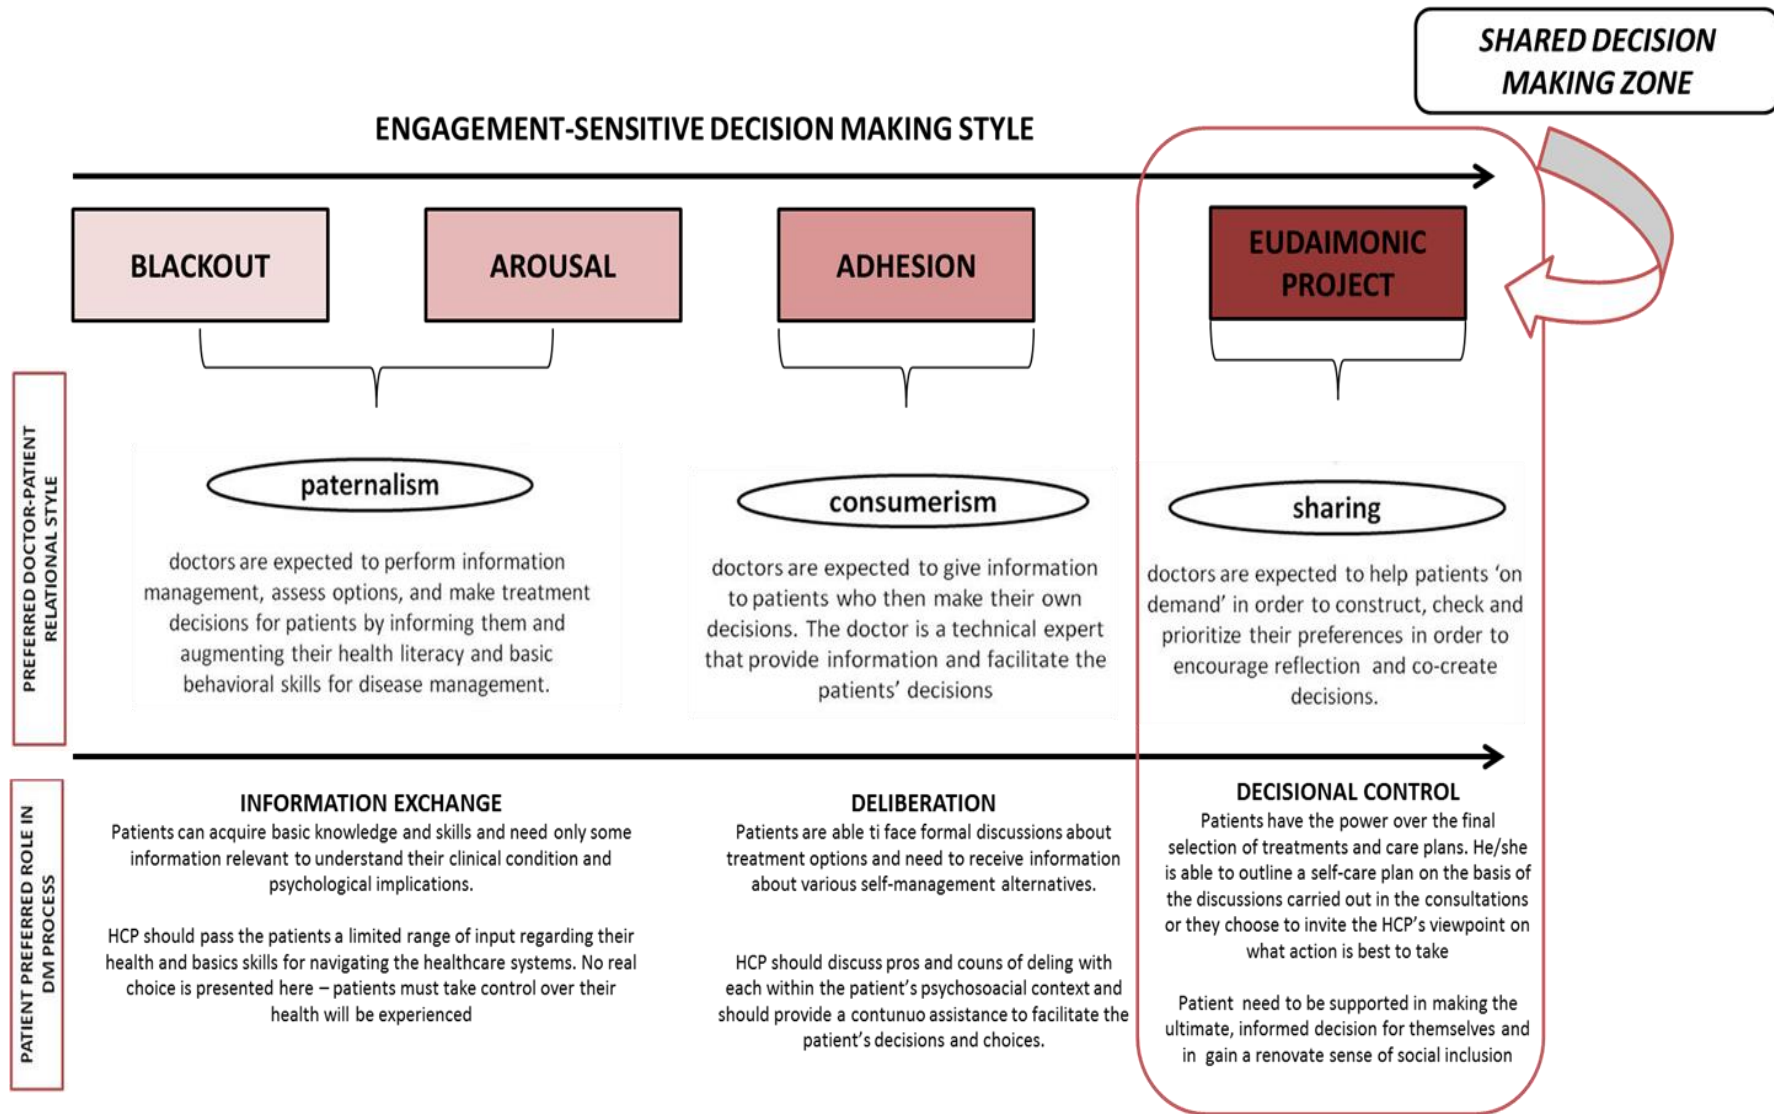 SHARED DECISION
MAKING ZONE
ENGAGEMENT-SENSITIVE DECISION MAKING STYLE
BLACKOUT
AROUSAL
ADHESION
EUDAIMONIC
PROJECT
PREFERRED DOCTOR-PATIENT
RELATIONAL STYLE
paternalism
doctors are expected to perform information
management, assess options, and make treatment
decisions for patients by informing them and
augmenting their health literacy and basic
behavioral skills for disease management.
consumerism
doctors are expected to give information
to patients who then make their own
decisions. The doctor is a technical expert
that provide information and facilitate the
patients’ decisions
sharing
doctors are expected to help patients ‘on
demand’ in order to construct, check and
prioritize their preferences in order to
encourage reflection and co-create
decisions.
PATIENT PREFERRED ROLE IN
DM PROCESS
INFORMATION EXCHANGE
Patients can acquire basic knowledge and skills and need only some
information relevant to understand their clinical condition and
psychological implications.
HCP should pass the patients a limited range of input regarding their
health and basics skills for navigating the healthcare systems. No real
choice is presented here – patients must take control over their
health will be experienced
DELIBERATION
Patients are able ti face formal discussions about
treatment options and need to receive information
about various self-management alternatives.
HCP should discuss pros and couns of deling with
each within the patient’s psychosoacial context and
should provide a contunuo assistance to facilitate the
patient’s decisions and choices.
DECISIONAL CONTROL
Patients have the power over the final
selection of treatments and care plans. He/she
is able to outline a self-care plan on the basis of
the discussions carried out in the consultations
or they choose to invite the HCP’s viewpoint on
what action is best to take
Patient need to be supported in making the
ultimate, informed decision for themselves and
in gain a renovate sense of social inclusion